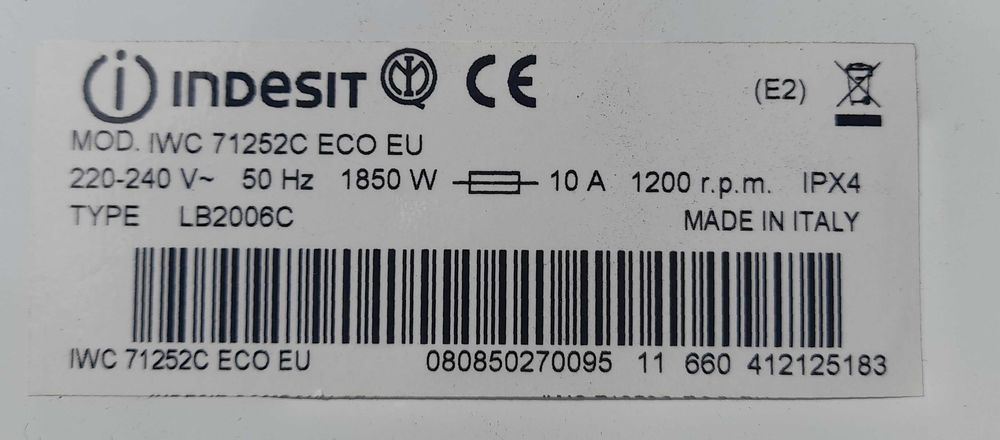 indesit IMQ CE (E2)
MOD. IWC 71252C ECO EU
220-240 V~ 50 Hz 1850 W 10 A 1200 r.p.m. IPX4
TYPE LB2006C MADE IN ITALY
IWC 71252C ECO EU 080850270095 11 660 412125183